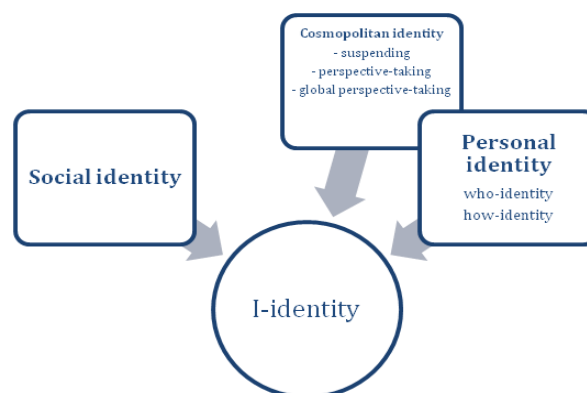 Cosmopolitan identity
- suspending
- perspective-taking
- global perspective-taking
Social identity
Personal
identity
who-identity
how-identity
I-identity